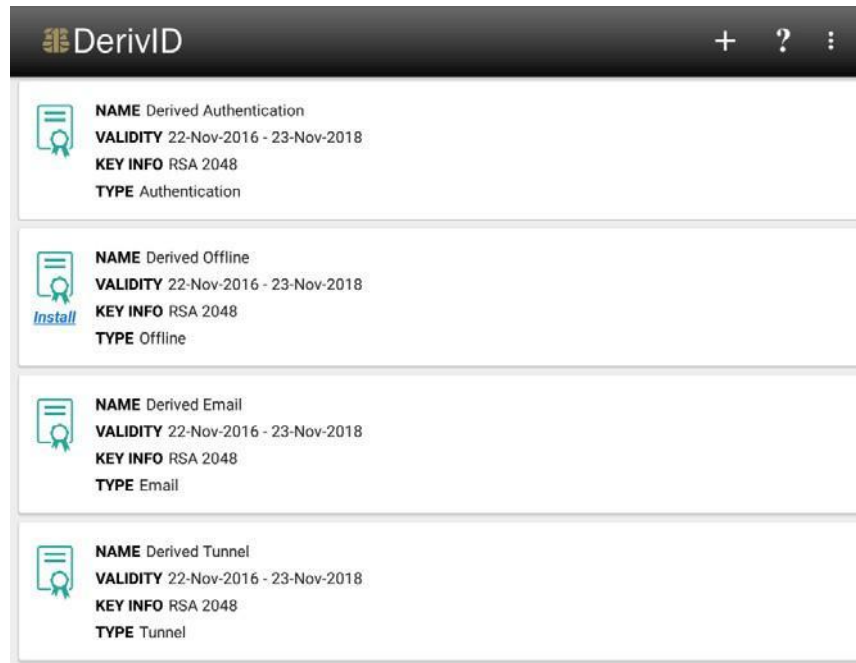 DerivID + ?
NAME Derived Authentication
VALIDITY 22-Nov-2016 - 23-Nov-2018
KEY INFO RSA 2048
TYPE Authentication
NAME Derived Offline
VALIDITY 22-Nov-2016 - 23-Nov-2018
Install KEY INFO RSA 2048
TYPE Offline
NAME Derived Email
VALIDITY 22-Nov-2016 - 23-Nov-2018
KEY INFO RSA 2048
TYPE Email
NAME Derived Tunnel
VALIDITY 22-Nov-2016 - 23-Nov-2018
KEY INFO RSA 2048
TYPE Tunnel